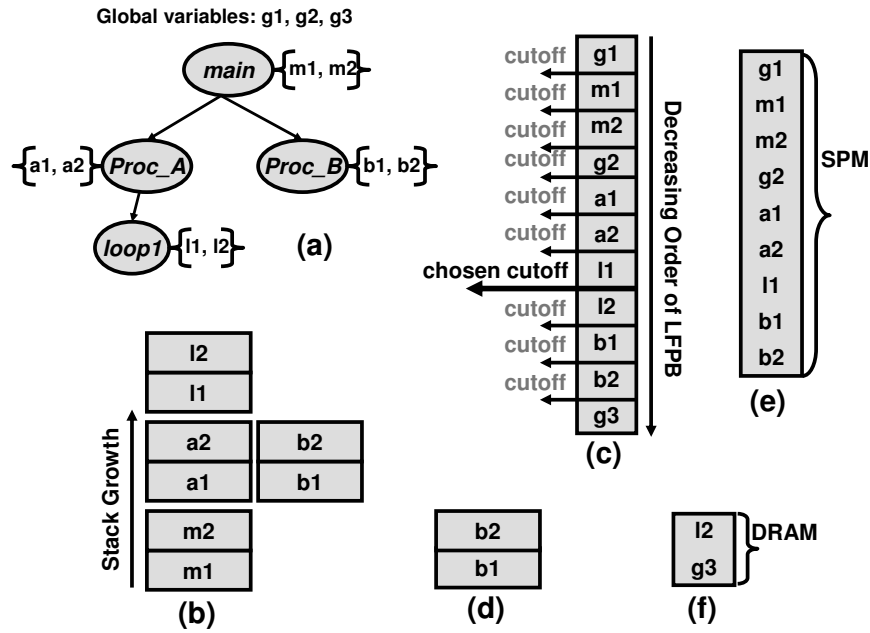 Global variables: g1, g2, g3
main
{m1, m2}
{a1, a2}
Proc_A
Proc_B
{b1, b2}
loop1
{l1, l2}
(a)
l2
l1
a2
a1
b2
b1
m2
m1
Stack Growth
(b)
cutoff
cutoff
cutoff
cutoff
cutoff
cutoff
chosen cutoff
cutoff
cutoff
cutoff
g1
m1
m2
g2
a1
a2
l1
l2
b1
b2
g3
Decreasing Order of LFPB
(c)
b2
b1
(d)
g1
m1
m2
g2
a1
a2
l1
b1
b2
SPM
(e)
l2
g3
DRAM
(f)